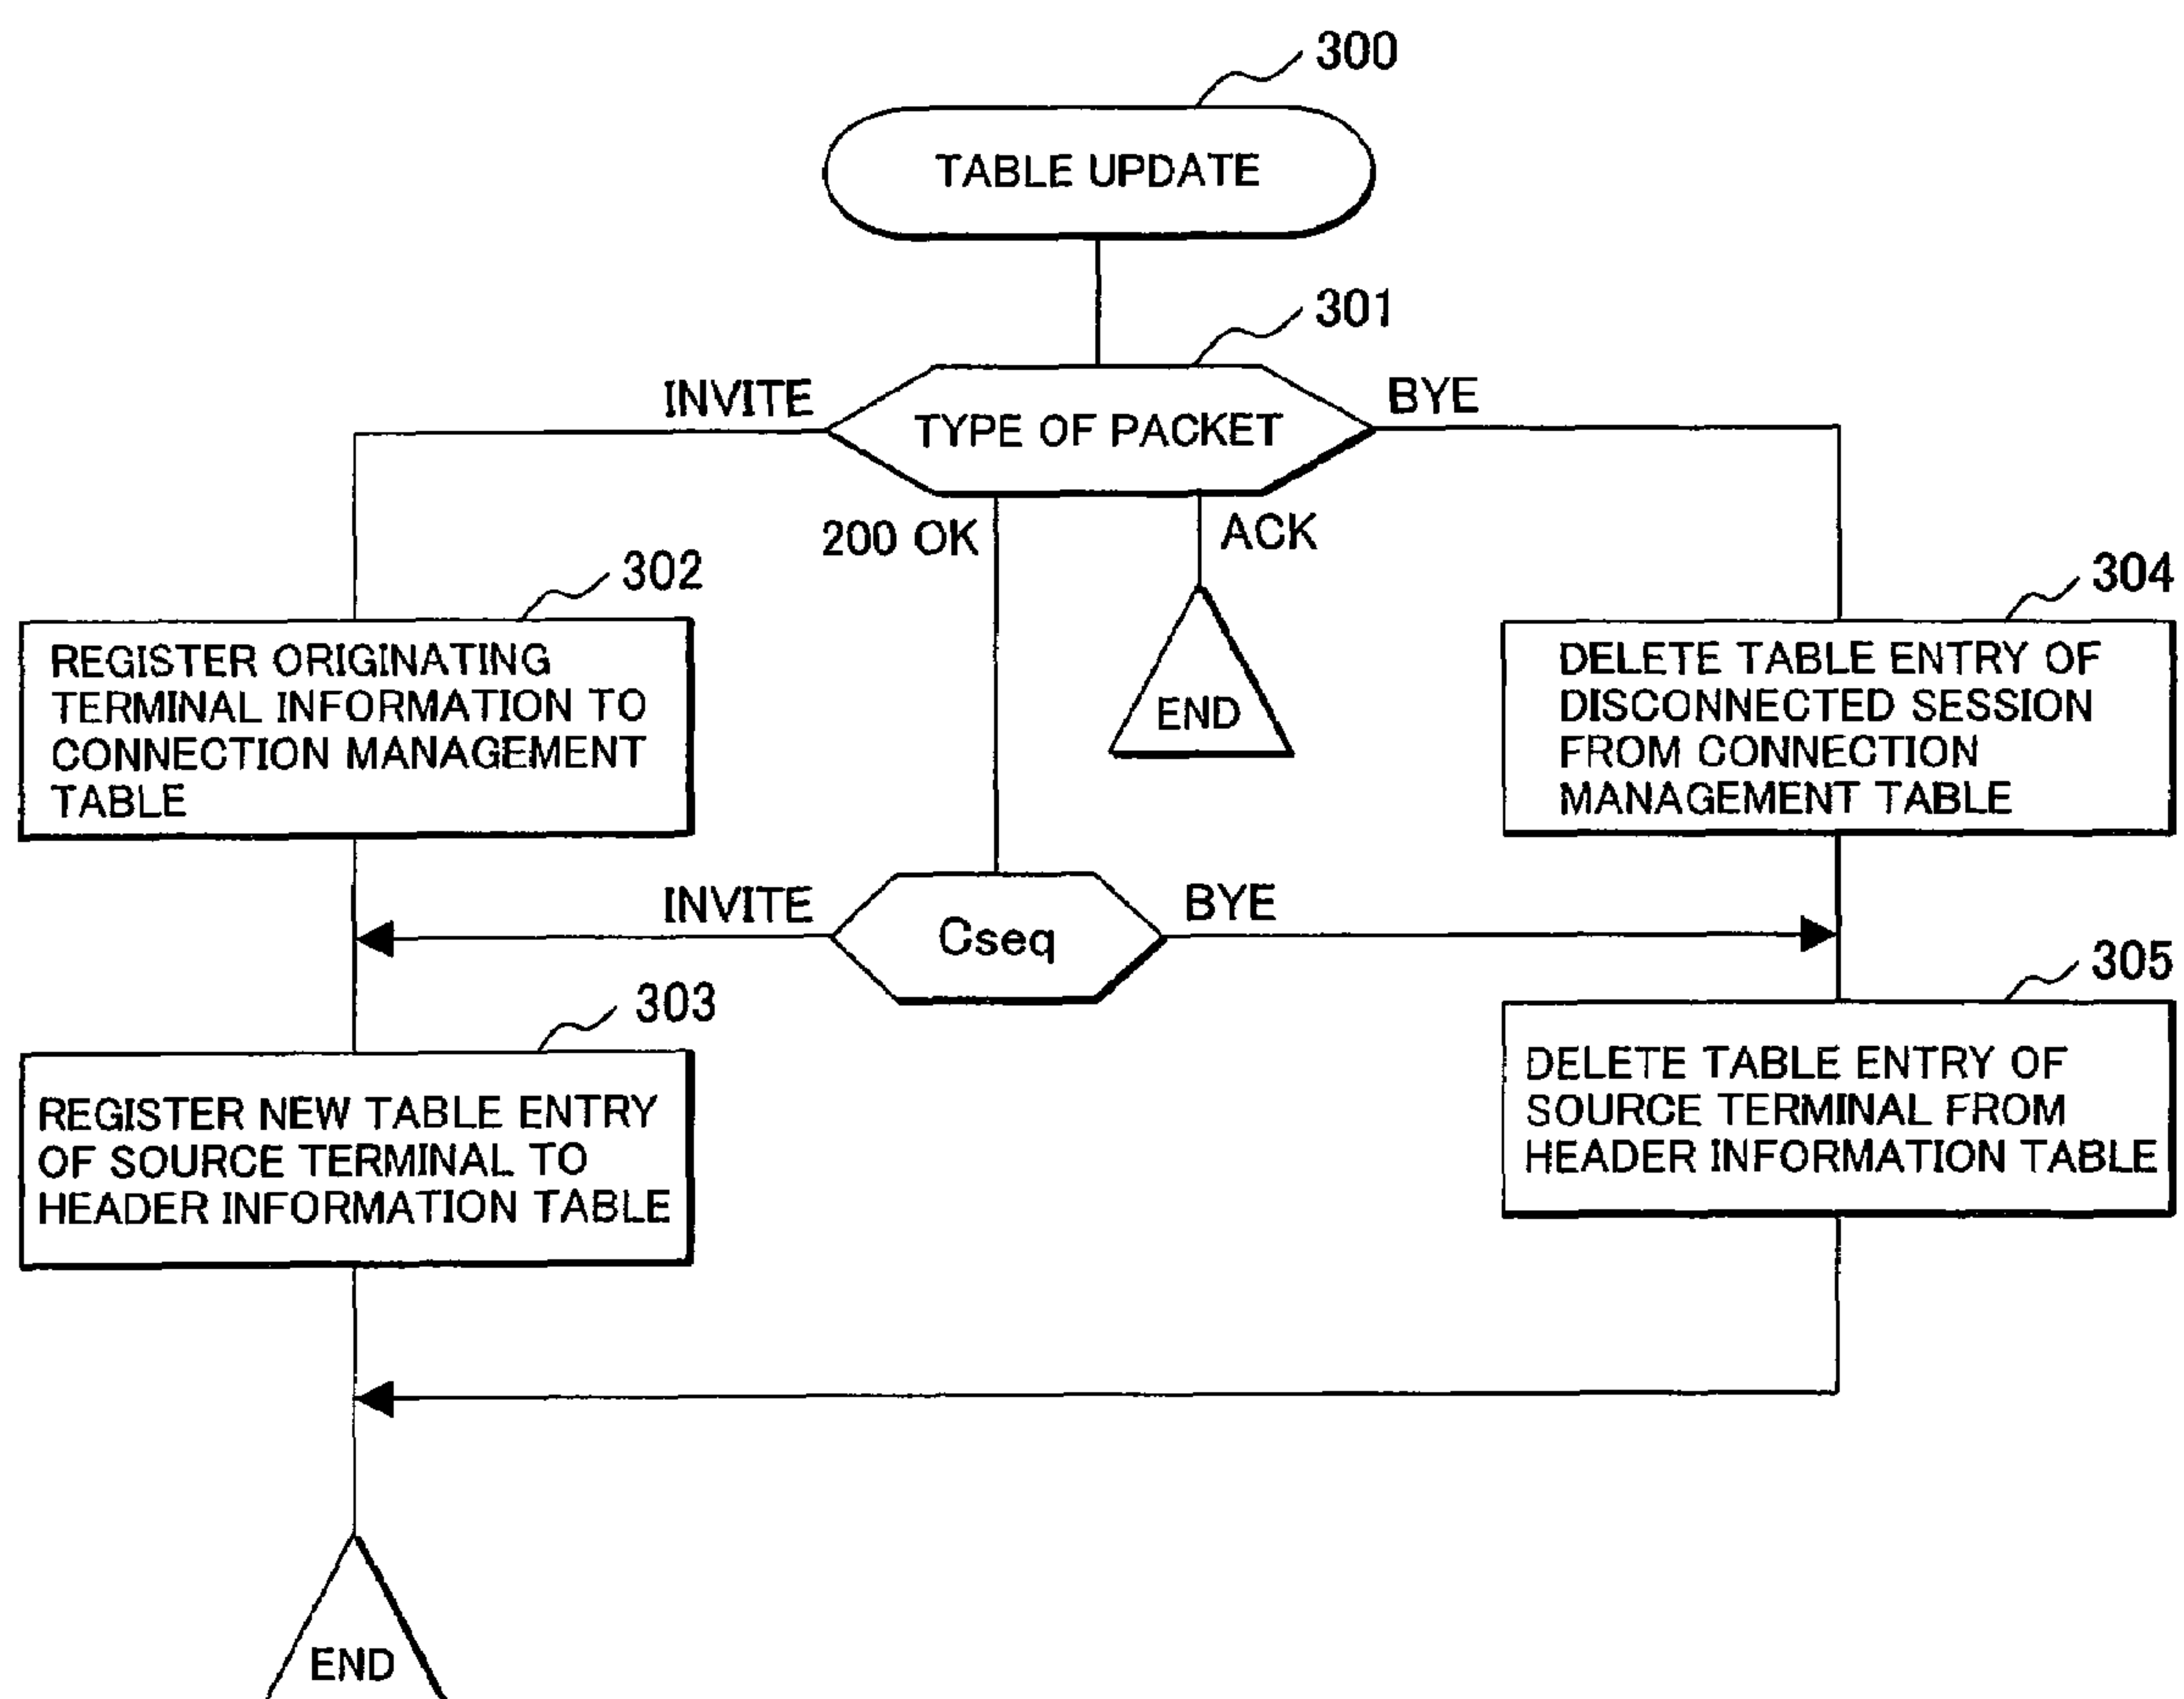 300
TABLE UPDATE
301
INVITE
TYPE OF PACKET
BYE
200 OK
ACK
302
304
REGISTER ORIGINATING
TERMINAL INFORMATION TO
CONNECTION MANAGEMENT
TABLE
END
DELETE TABLE ENTRY OF
DISCONNECTED SESSION
FROM CONNECTION
MANAGEMENT TABLE
INVITE
Cseq
BYE
303
305
REGISTER NEW TABLE ENTRY
OF SOURCE TERMINAL TO
HEADER INFORMATION TABLE
DELETE TABLE ENTRY OF
SOURCE TERMINAL FROM
HEADER INFORMATION TABLE
END